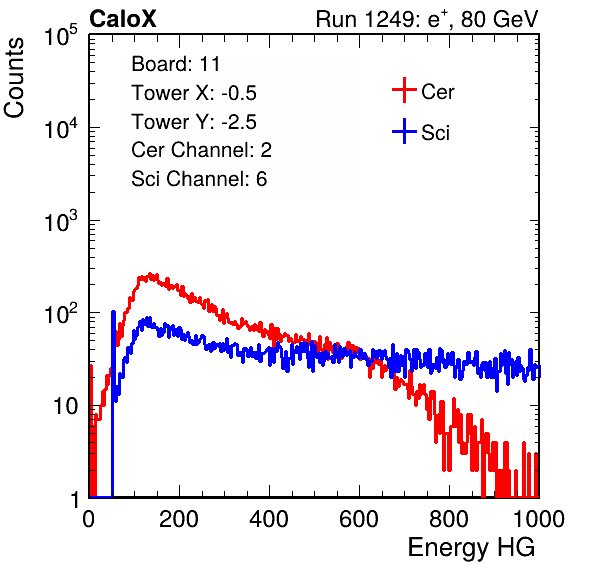 CaloX Run 1249: e⁺, 80 GeV
Counts
10⁵
10⁴
10³
10²
10
1
Board: 11
Tower X: -0.5
Tower Y: -2.5
Cer Channel: 2
Sci Channel: 6
Cer
Sci
0 200 400 600 800 1000
Energy HG